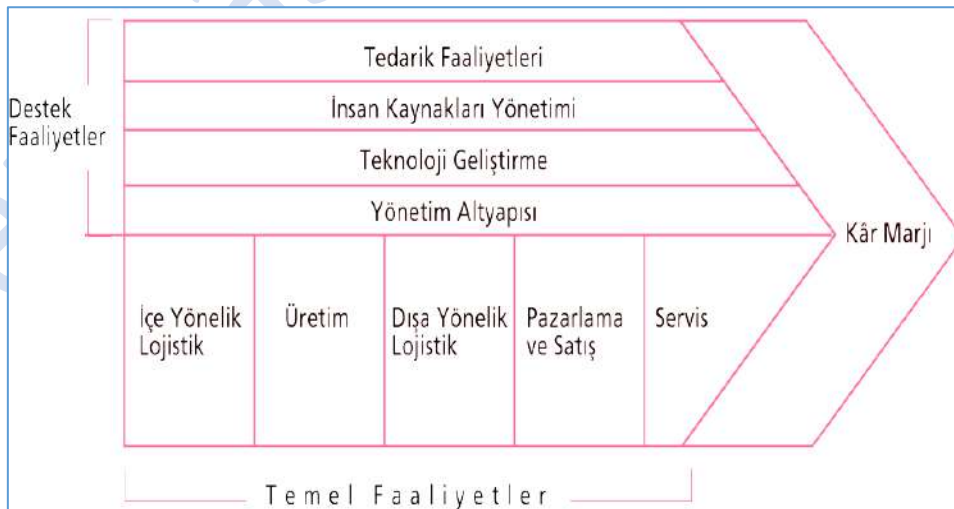 Tedarik Faaliyetleri
Destek
Faaliyetler
İnsan Kaynakları Yönetimi
Teknoloji Geliştirme
Yönetim Altyapısı
Kâr Marjı
İçe Yönelik
Lojistik
Üretim
Dışa Yönelik
Lojistik
Pazarlama
ve Satış
Servis
Temel Faaliyetler